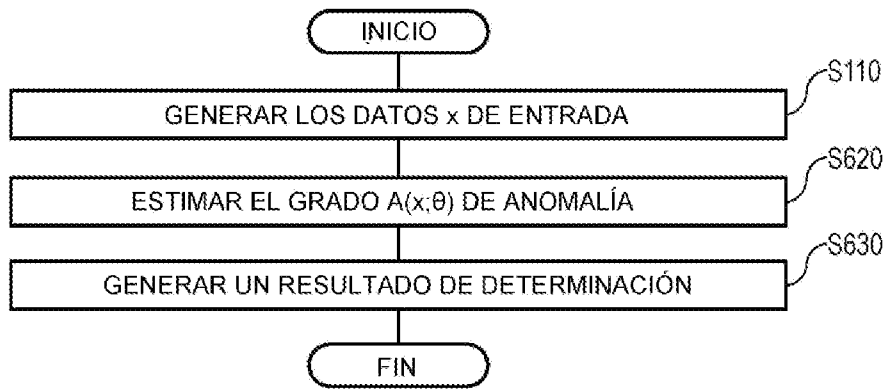 INICIO
S110
GENERAR LOS DATOS x DE ENTRADA
S620
ESTIMAR EL GRADO A(x;θ) DE ANOMALÍA
S630
GENERAR UN RESULTADO DE DETERMINACIÓN
FIN